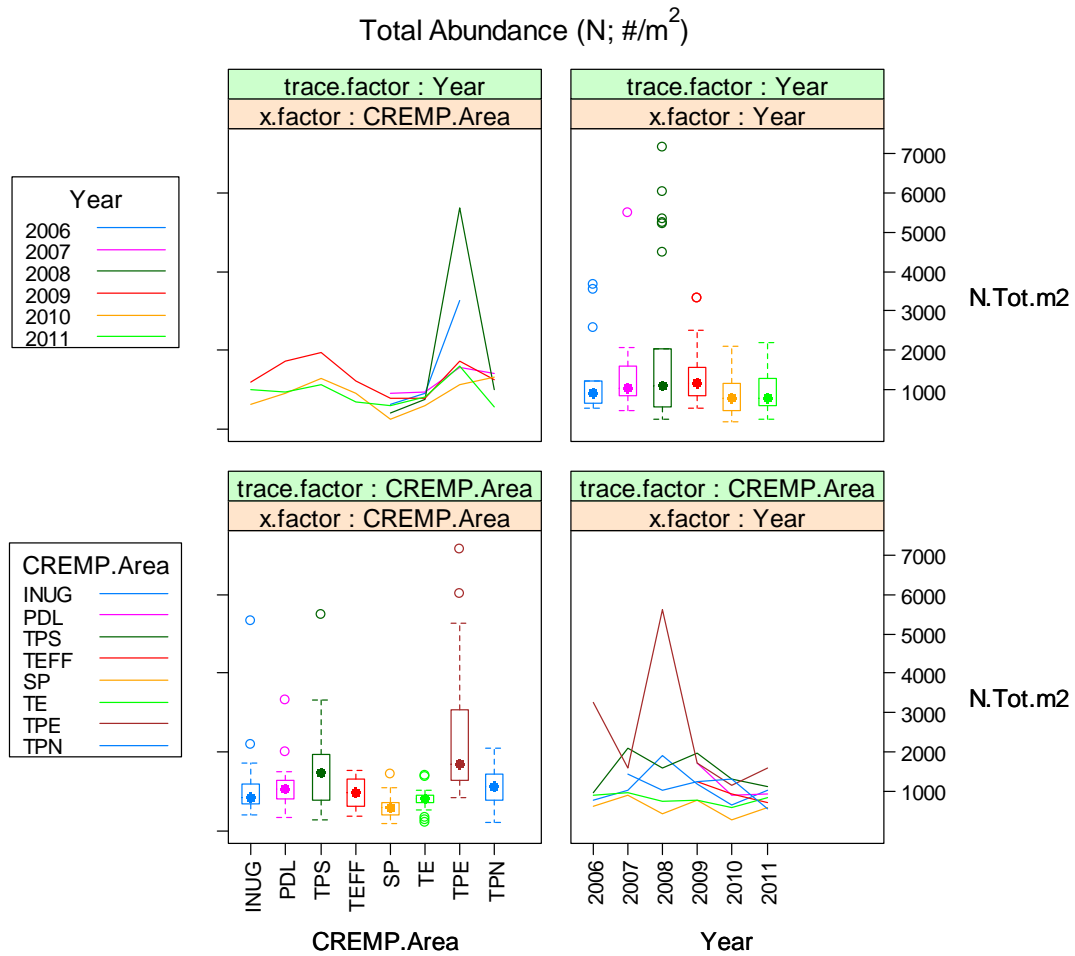 Total Abundance (N; #/m²)
trace.factor : Year
trace.factor : Year
x.factor : CREMP.Area
x.factor : Year
Year
2006
2007
2008
2009
2010
2011
7000
6000
5000
4000
3000
2000
1000
N.Tot.m2
trace.factor : CREMP.Area
trace.factor : CREMP.Area
x.factor : CREMP.Area
x.factor : Year
CREMP.Area
INUG
PDL
TPS
TEFF
SP
TE
TPE
TPN
7000
6000
5000
4000
3000
2000
1000
N.Tot.m2
INUG
PDL
TPS
TEFF
SP
TE
TPE
TPN
2006
2007
2008
2009
2010
2011
CREMP.Area
Year